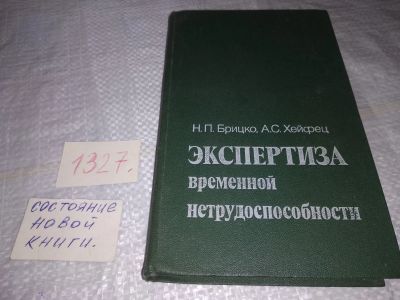 Н.П. Брицко, А.С. Хейфец
ЭКСПЕРТИЗА
временной
нетрудоспособности
1327.
состояние
новой
книги.